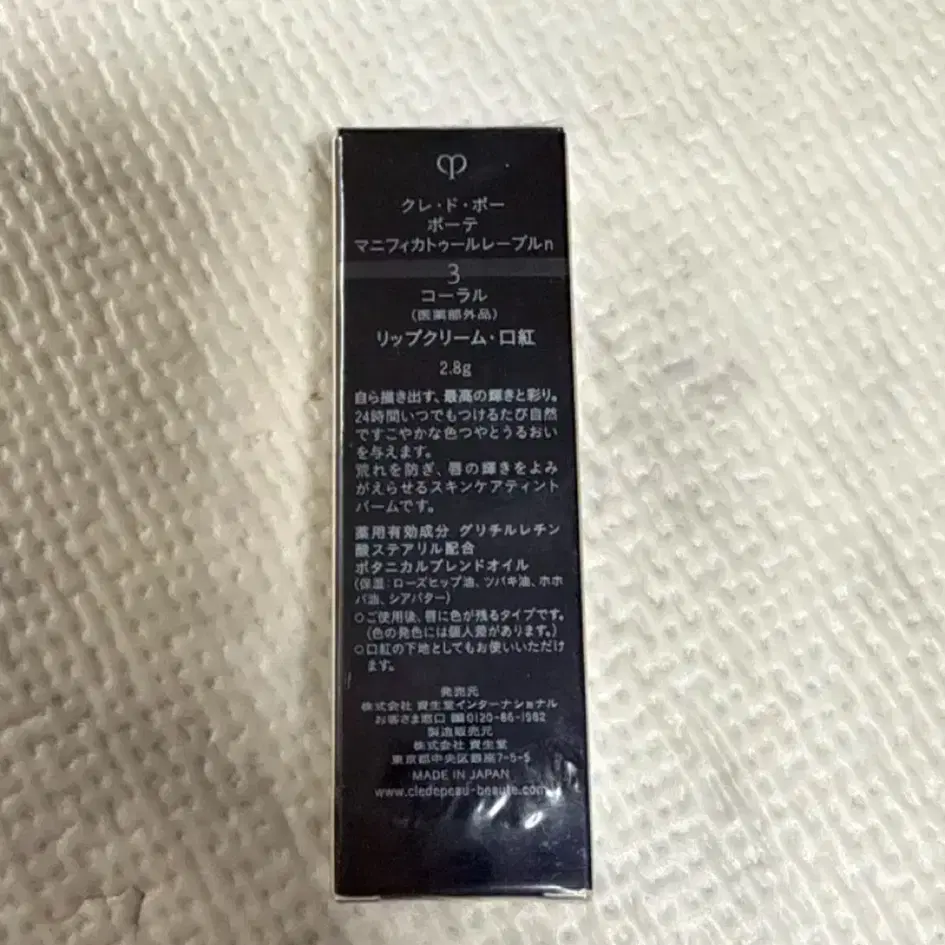 クレ・ド・ポー
ボーテ
マニフィカトゥールレーブルn
3
コーラル
(医薬部外品)
リップクリーム・口紅
2.8g
自ら描き出す、最高の輝きと彩り。
24時間いつでもつけるたび自然
ですこやかな色つやとうるおい
を与えます。
荒れを防ぎ、唇の輝きをよみ
がえらせるスキンケアティント
バームです。
薬用有効成分 グリチルレチン
酸ステアリル配合
ボタニカルブレンドオイル
(保湿:ローズヒップ油、ツバキ油、ホホ
バ油、シアバター)
○ご使用後、唇に色が残るタイプです。
(色の発色には個人差があります。)
○口紅の下地としてもお使いいただけ
ます。
発売元
株式会社 資生堂インターナショナル
お客さま窓口 0120-86-1982
製造販売元
株式会社 資生堂
東京都中央区銀座7-5-5
MADE IN JAPAN
www.cledepeau-beaute.com